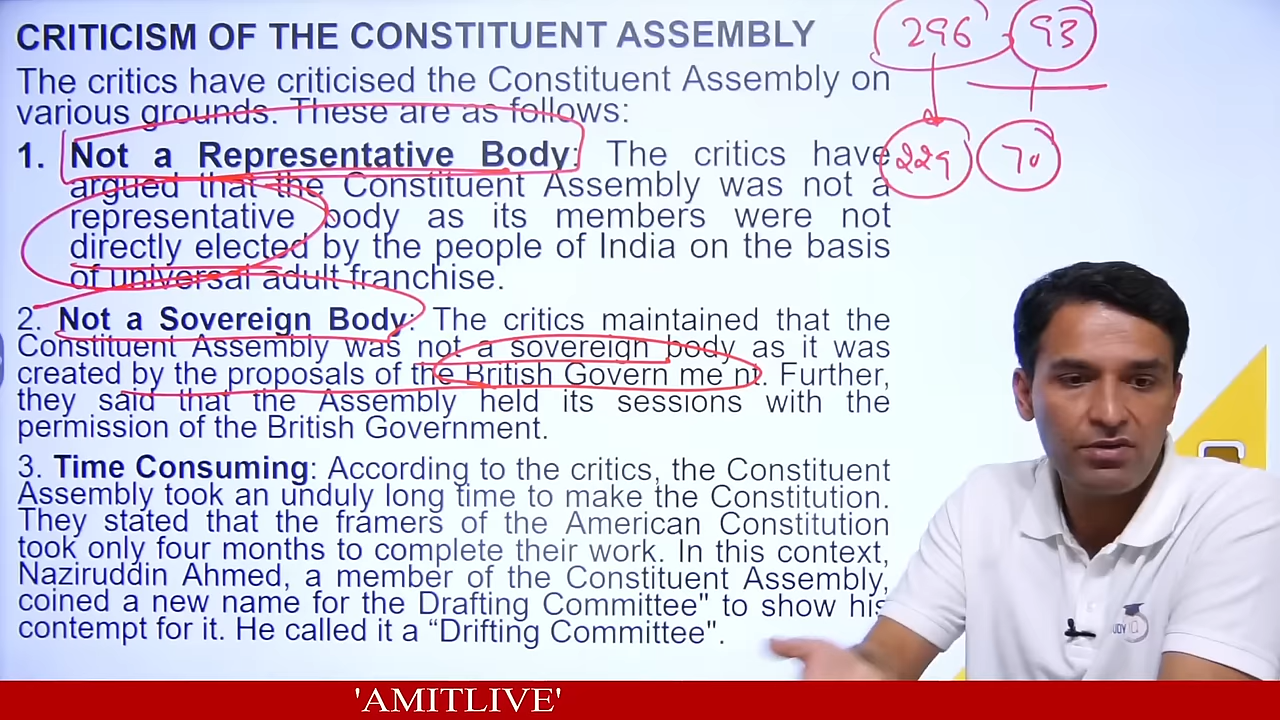 CRITICISM OF THE CONSTITUENT ASSEMBLY
The critics have criticised the Constituent Assembly on
various grounds. These are as follows:
1. Not a Representative Body: The critics have
argued that the Constituent Assembly was not a
representative body as its members were not
directly elected by the people of India on the basis
of universal adult franchise.
2. Not a Sovereign Body: The critics maintained that the
Constituent Assembly was not a sovereign body as it was
created by the proposals of the British Govern me nt. Further,
they said that the Assembly held its sessions with the
permission of the British Government.
3. Time Consuming: According to the critics, the Constituent
Assembly took an unduly long time to make the Constitution.
They stated that the framers of the American Constitution
took only four months to complete their work. In this context,
Naziruddin Ahmed, a member of the Constituent Assembly,
coined a new name for the Drafting Committee" to show his
contempt for it. He called it a “Drifting Committee".
296 93
229 70
STUDY IQ
'AMITLIVE'